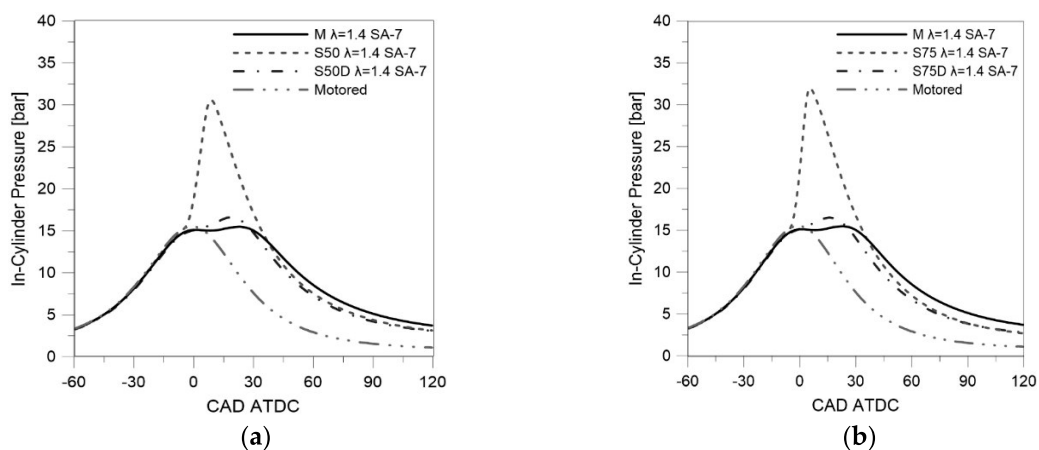 40
35
30
25
20
15
10
5
0
In-Cylinder Pressure [bar]
M λ=1.4 SA-7
S50 λ=1.4 SA-7
S50D λ=1.4 SA-7
Motored
-60 -30 0 30 60 90 120
CAD ATDC
(a)
40
35
30
25
20
15
10
5
0
In-Cylinder Pressure [bar]
M λ=1.4 SA-7
S75 λ=1.4 SA-7
S75D λ=1.4 SA-7
Motored
-60 -30 0 30 60 90 120
CAD ATDC
(b)